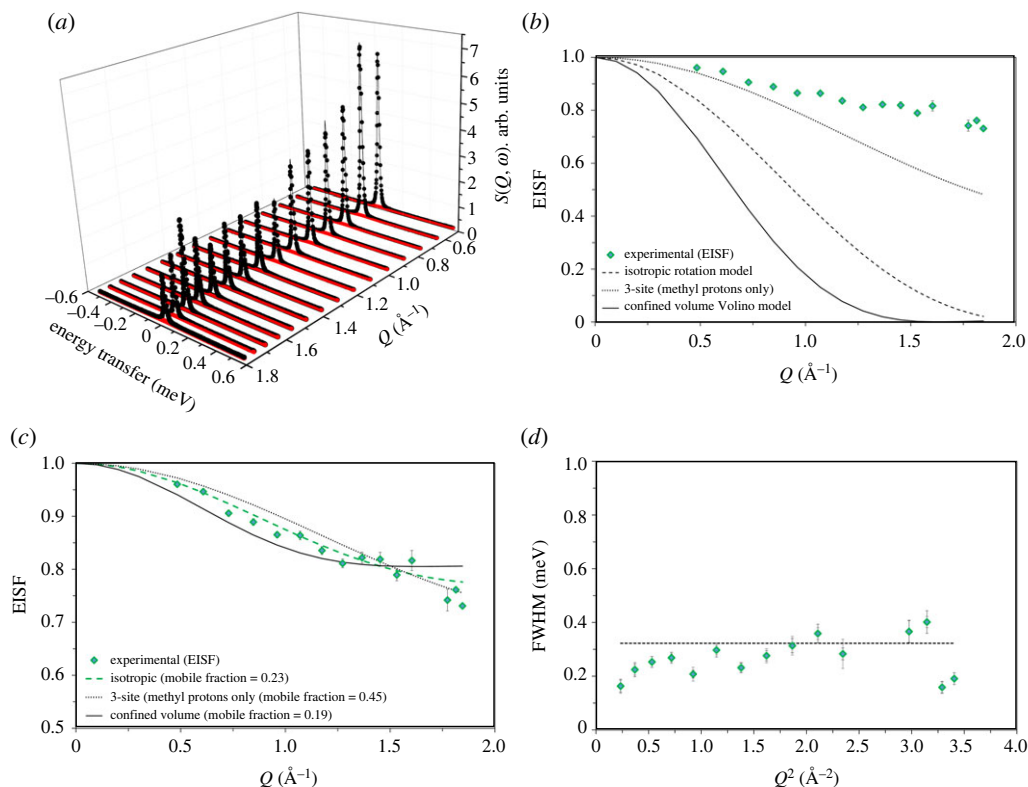 (a)
7
6
5
4
3
2
1
0
S(Q, ω). arb. units
–0.6
–0.4
–0.2
0
0.2
0.4
0.6
energy transfer (meV)
0.6
0.8
1.0
1.2
1.4
1.6
1.8
Q (Å–1)
(b)
1.0
0.8
0.6
0.4
0.2
0
EISF
experimental (EISF)
isotropic rotation model
3-site (methyl protons only)
confined volume Volino model
0 0.5 1.0 1.5 2.0
Q (Å–1)
(c)
1.0
0.9
0.8
0.7
0.6
0.5
EISF
experimental (EISF)
isotropic (mobile fraction = 0.23)
3-site (methyl protons only) (mobile fraction = 0.45)
confined volume (mobile fraction = 0.19)
0 0.5 1.0 1.5 2.0
Q (Å–1)
(d)
1.0
0.8
0.6
0.4
0.2
0
FWHM (meV)
0 0.5 1.0 1.5 2.0 2.5 3.0 3.5 4.0
Q2 (Å–2)